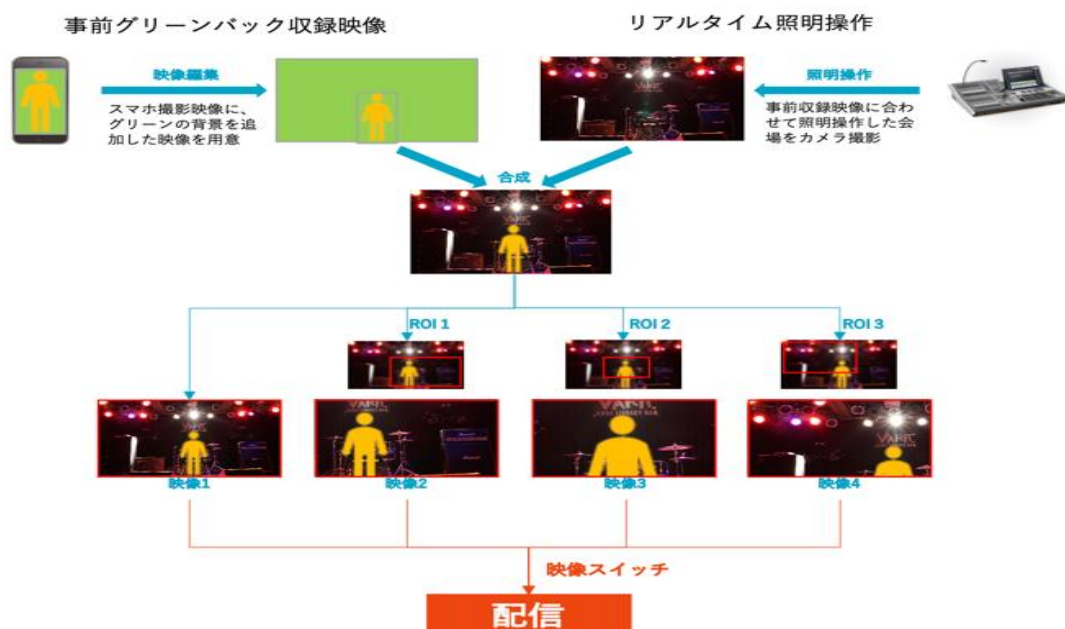 事前グリーンバック収録映像
リアルタイム照明操作
映像編集
スマホ撮影映像に、
グリーンの背景を追
加した映像を用意
照明操作
事前収録映像に合わ
せて照明操作した会
場をカメラ撮影
合成
ROI 1
ROI 2
ROI 3
映像1
映像2
映像3
映像4
映像スイッチ
配信